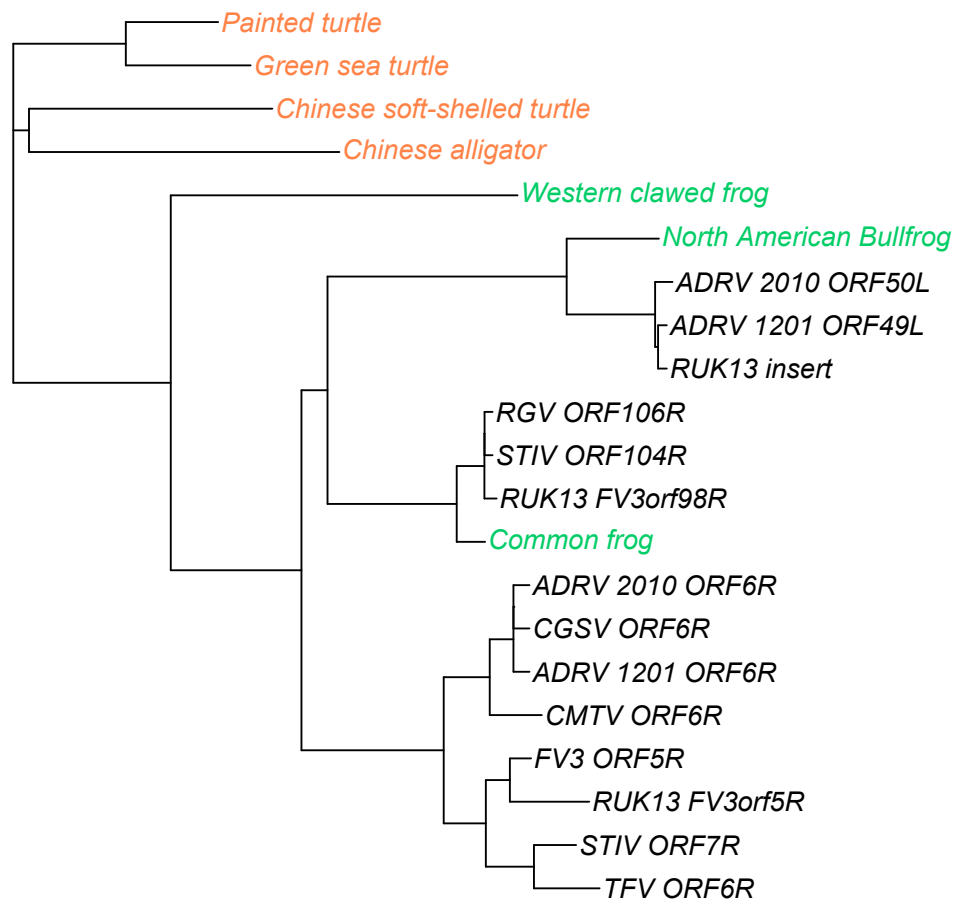 Painted turtle
Green sea turtle
Chinese soft-shelled turtle
Chinese alligator
Western clawed frog
North American Bullfrog
ADRV 2010 ORF50L
ADRV 1201 ORF49L
RUK13 insert
RGV ORF106R
STIV ORF104R
RUK13 FV3orf98R
Common frog
ADRV 2010 ORF6R
CGSV ORF6R
ADRV 1201 ORF6R
CMTV ORF6R
FV3 ORF5R
RUK13 FV3orf5R
STIV ORF7R
TFV ORF6R